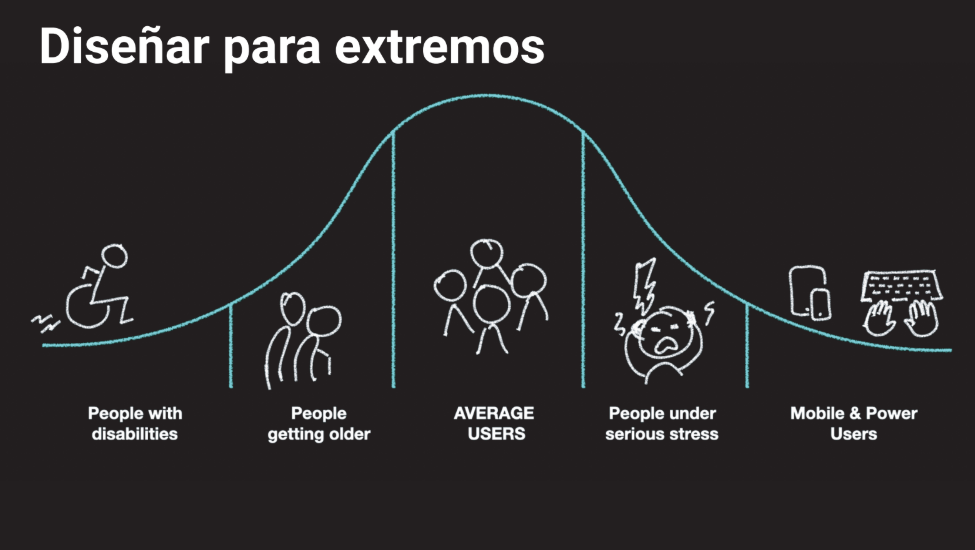 Diseñar para extremos
People with
disabilities
People
getting older
AVERAGE
USERS
People under
serious stress
Mobile & Power
Users